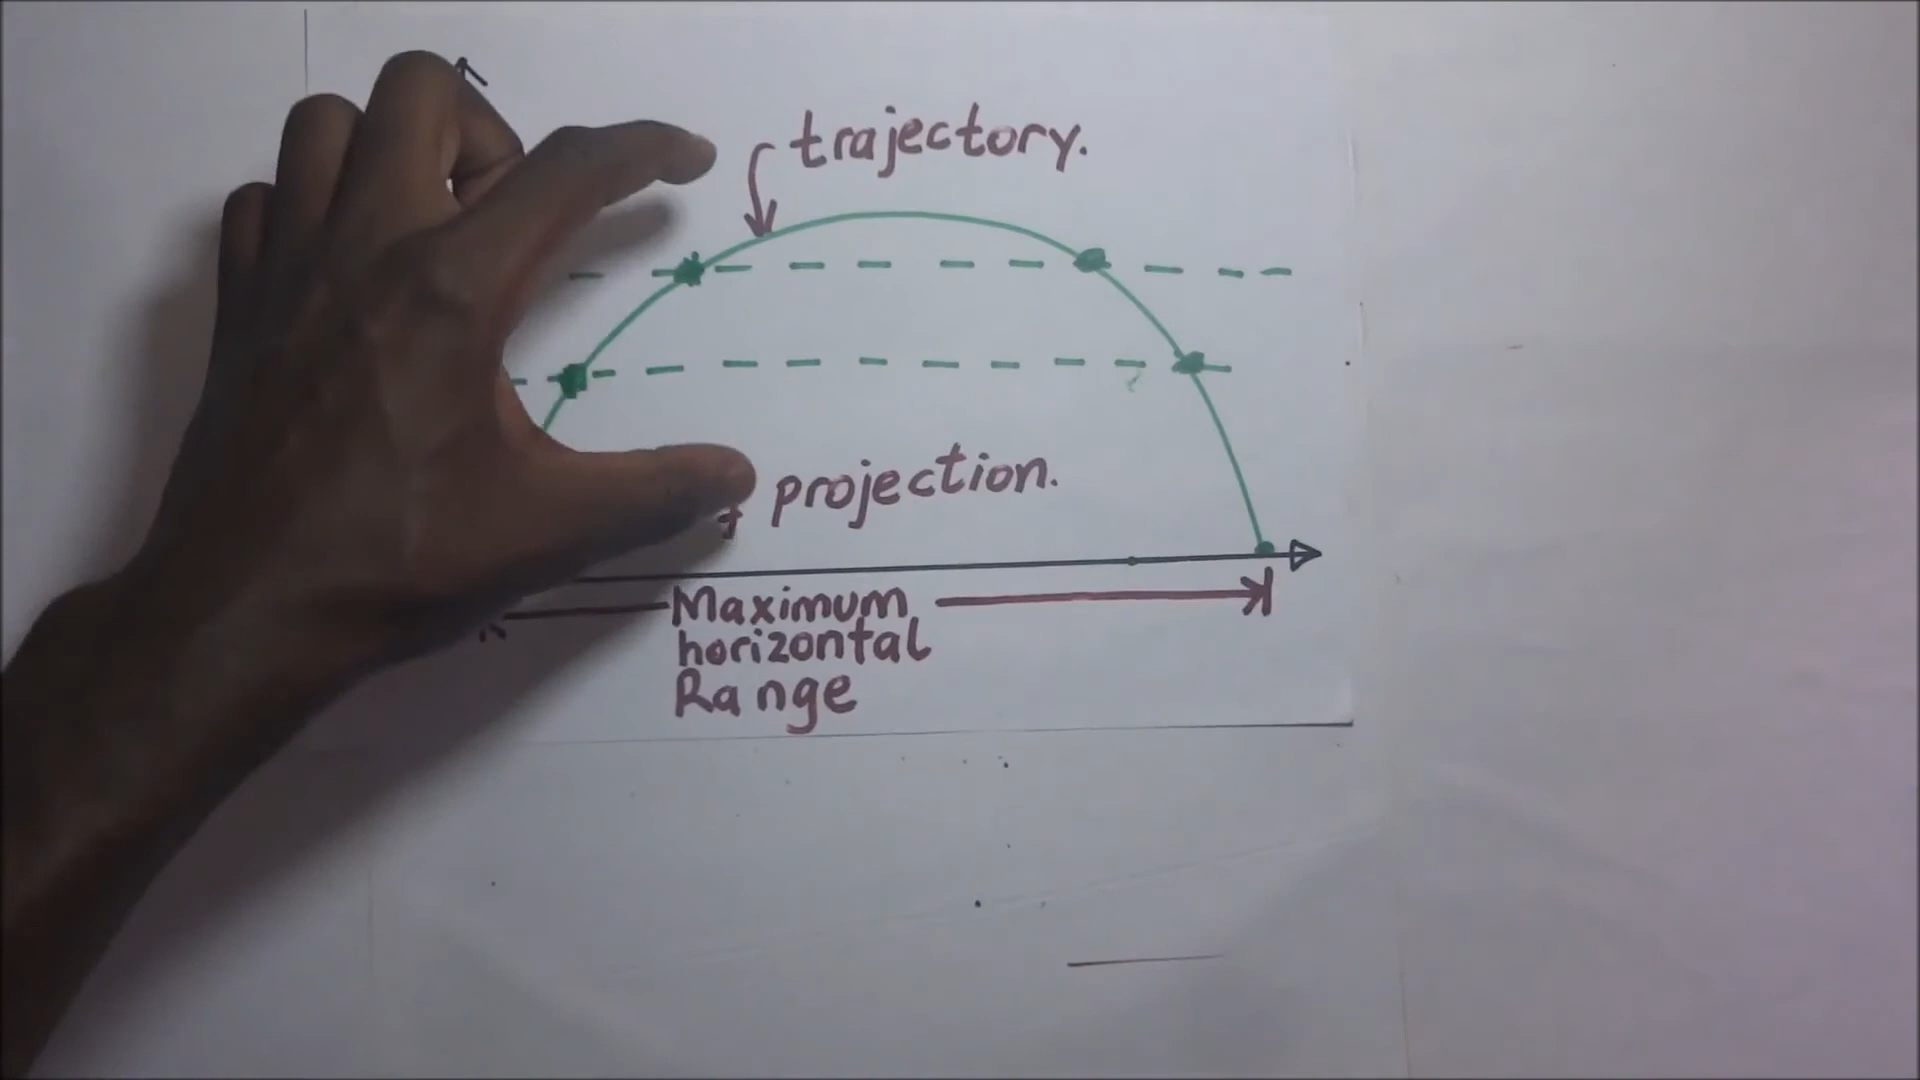 trajectory.
projection.
Maximum
horizontal
Range